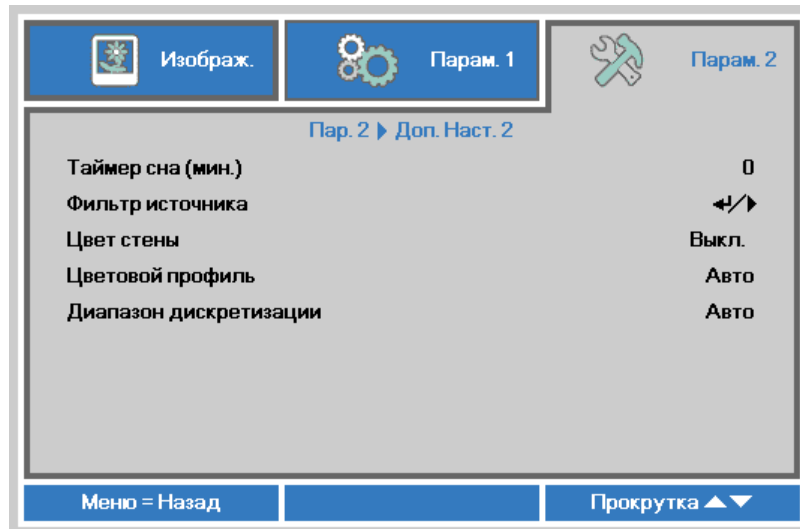 Изображ. Парам. 1 Парам. 2
Пар. 2 Доп. Наст. 2
Таймер сна (мин.) 0
Фильтр источника
Цвет стены Выкл.
Цветовой профиль Авто
Диапазон дискретизации Авто
Меню = Назад Прокрутка